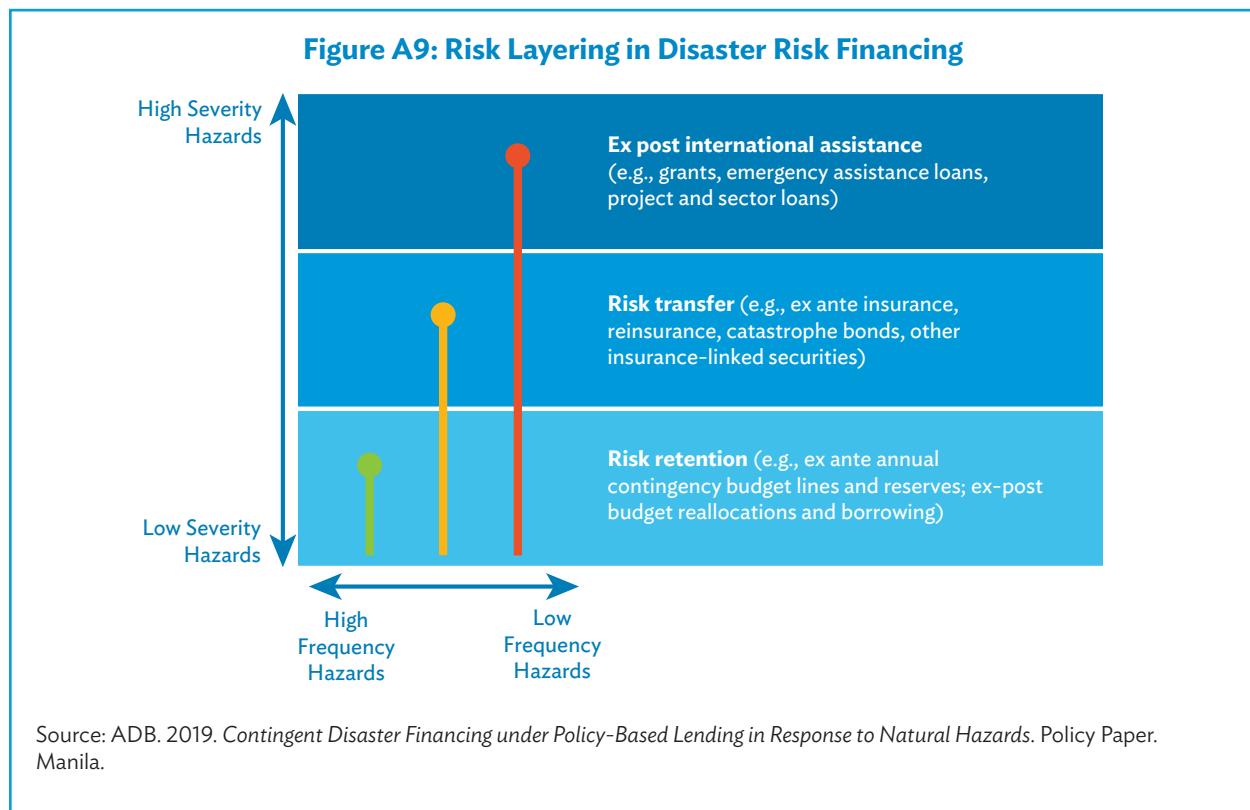 Figure A9: Risk Layering in Disaster Risk Financing
High Severity
Hazards
Ex post international assistance
(e.g., grants, emergency assistance loans,
project and sector loans)
Risk transfer (e.g., ex ante insurance,
reinsurance, catastrophe bonds, other
insurance-linked securities)
Risk retention (e.g., ex ante annual
contingency budget lines and reserves; ex-post
budget reallocations and borrowing)
Low Severity
Hazards
High
Frequency
Hazards
Low
Frequency
Hazards
Source: ADB. 2019. Contingent Disaster Financing under Policy-Based Lending in Response to Natural Hazards. Policy Paper.
Manila.